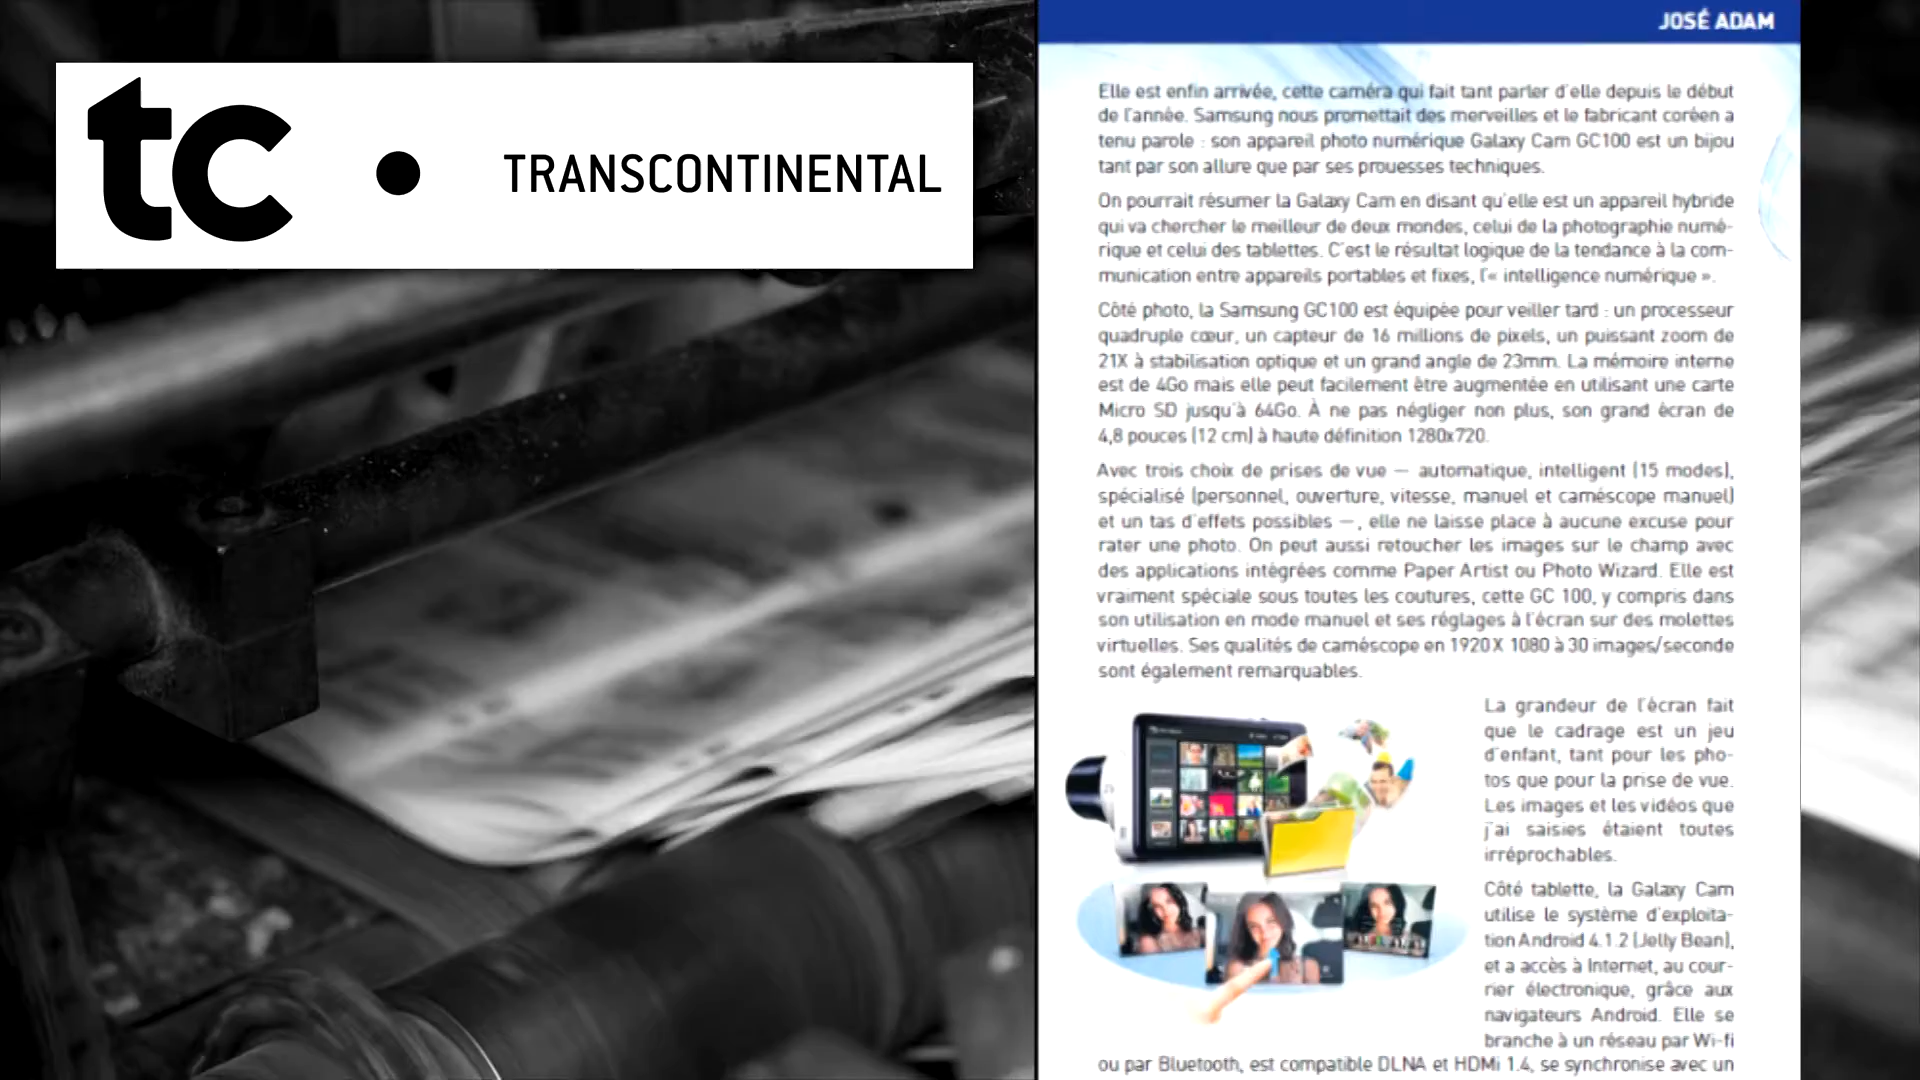 tc • TRANSCONTINENTAL
JOSÉ ADAM
Elle est enfin arrivée, cette caméra qui fait tant parler d'elle depuis le début
de l'année. Samsung nous promettait des merveilles et le fabricant coréen a
tenu parole : son appareil photo numérique Galaxy Cam GC100 est un bijou
tant par son allure que par ses prouesses techniques.
On pourrait résumer la Galaxy Cam en disant qu'elle est un appareil hybride
qui va chercher le meilleur de deux mondes, celui de la photographie numé-
rique et celui des tablettes. C'est le résultat logique de la tendance à la com-
munication entre appareils portables et fixes, l'« intelligence numérique ».
Côté photo, la Samsung GC100 est équipée pour veiller tard : un processeur
quadruple cœur, un capteur de 16 millions de pixels, un puissant zoom de
21X à stabilisation optique et un grand angle de 23mm. La mémoire interne
est de 4Go mais elle peut facilement être augmentée en utilisant une carte
Micro SD jusqu'à 64Go. À ne pas négliger non plus, son grand écran de
4,8 pouces (12 cm) à haute définition 1280x720.
Avec trois choix de prises de vue — automatique, intelligent (15 modes),
spécialisé (personnel, ouverture, vitesse, manuel et caméscope manuel)
et un tas d'effets possibles —, elle ne laisse place à aucune excuse pour
rater une photo. On peut aussi retoucher les images sur le champ avec
des applications intégrées comme Paper Artist ou Photo Wizard. Elle est
vraiment spéciale sous toutes les coutures, cette GC 100, y compris dans
son utilisation en mode manuel et ses réglages à l'écran sur des molettes
virtuelles. Ses qualités de caméscope en 1920 X 1080 à 30 images/seconde
sont également remarquables.
La grandeur de l'écran fait
que le cadrage est un jeu
d'enfant, tant pour les pho-
tos que pour la prise de vue.
Les images et les vidéos que
j'ai saisies étaient toutes
irréprochables.
Côté tablette, la Galaxy Cam
utilise le système d'exploita-
tion Android 4.1.2 (Jelly Bean),
et a accès à Internet, au cour-
rier électronique, grâce aux
navigateurs Android. Elle se
branche à un réseau par Wi-fi
ou par Bluetooth, est compatible DLNA et HDMi 1.4, se synchronise avec un